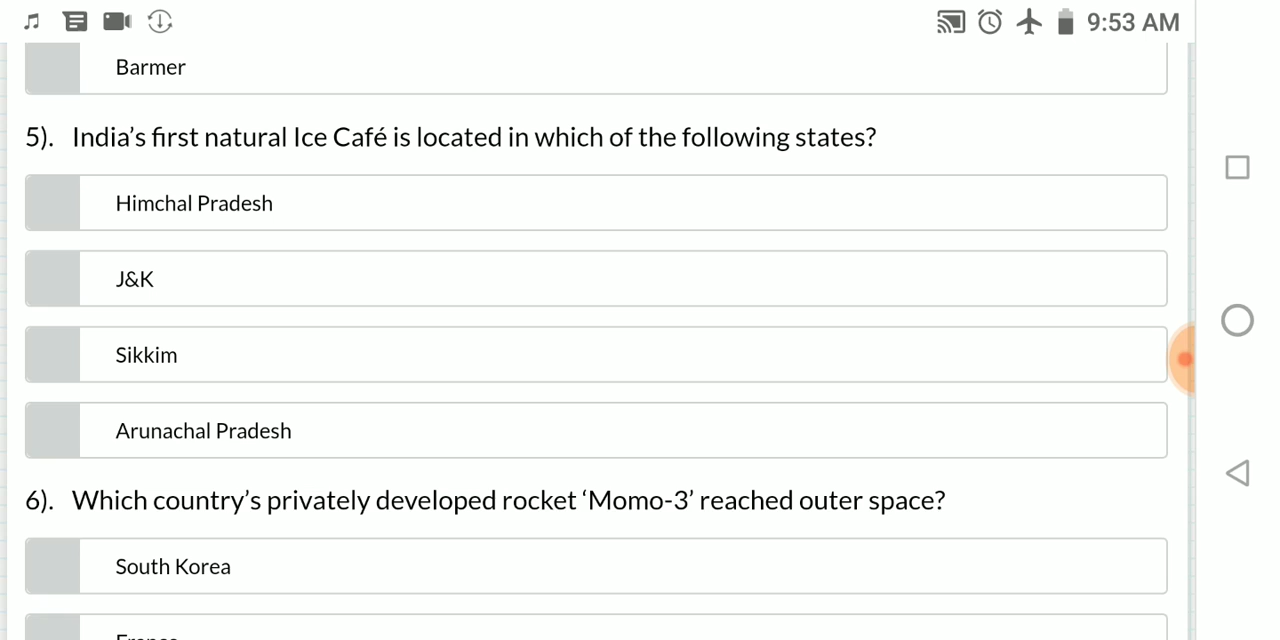 9:53 AM
Barmer
5). India’s first natural Ice Café is located in which of the following states?
Himchal Pradesh
J&K
Sikkim
Arunachal Pradesh
6). Which country’s privately developed rocket ‘Momo-3’ reached outer space?
South Korea
France